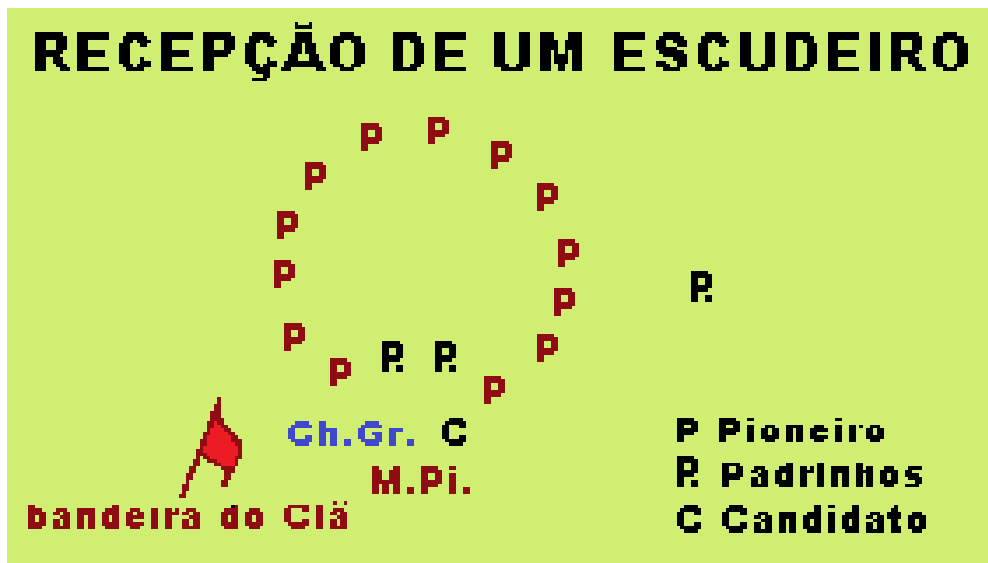 RECEPÇÃO DE UM ESCUDEIRO
P P
P P
P P
P P
P P.
P P
P P. P. P
P P
Ch.Gr. C P Pioneiro
M.Pi. P. Padrinhos
bandeira do Clã C Candidato